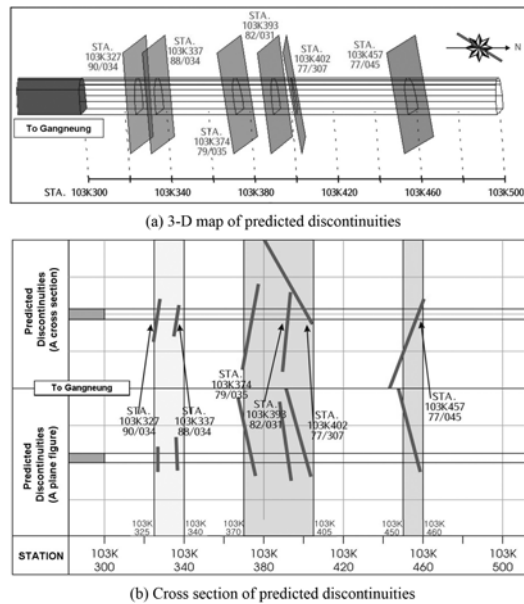 STA.
103K327
90/034
STA.
103K337
88/034
STA.
103K393
82/031
STA.
103K402
77/307
STA.
103K457
77/045
N
To Gangneung
STA.
103K374
79/035
STA. 103K300 103K340 103K380 103K420 103K460 103K500
(a) 3-D map of predicted discontinuities
Predicted
Discontinuities
(A cross section)
To Gangneung
STA.
103K374
79/035
STA.
103K327
90/034
STA.
103K337
88/034
STA.
103K393
82/031
STA.
103K402
77/307
STA.
103K457
77/045
Predicted
Discontinuities
(A plane figure)
103K
325
103K
340
103K
370
103K
405
103K
450
103K
460
STATION
103K
300
103K
340
103K
380
103K
420
103K
460
103K
500
(b) Cross section of predicted discontinuities